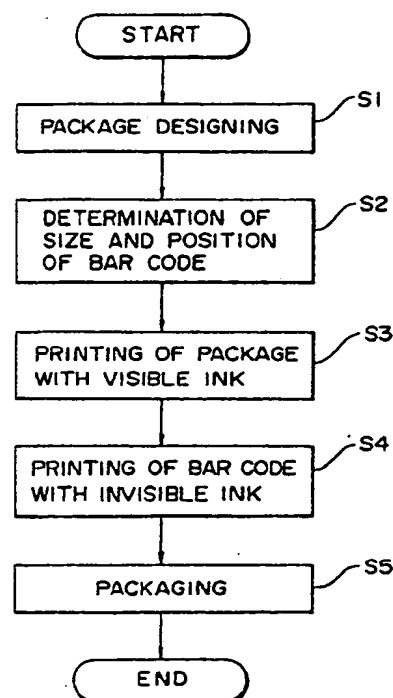 START
S1
PACKAGE DESIGNING
S2
DETERMINATION OF
SIZE AND POSITION
OF BAR CODE
S3
PRINTING OF PACKAGE
WITH VISIBLE INK
S4
PRINTING OF BAR CODE
WITH INVISIBLE INK
S5
PACKAGING
END